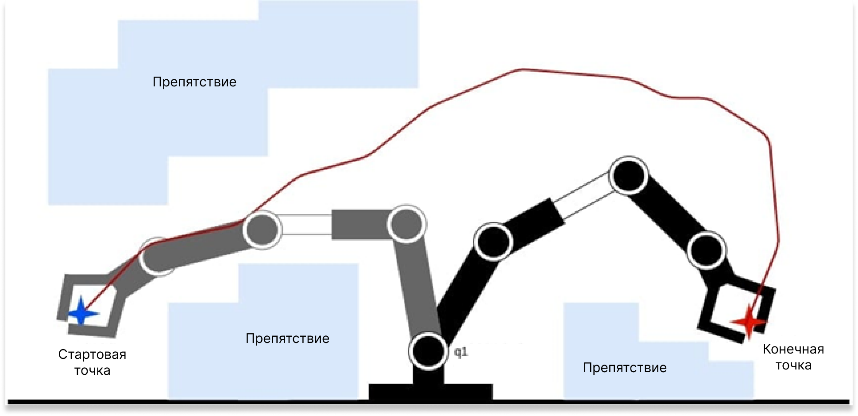 Препятствие
Препятствие
q1
Стартовая
точка
Препятствие
Конечная
точка